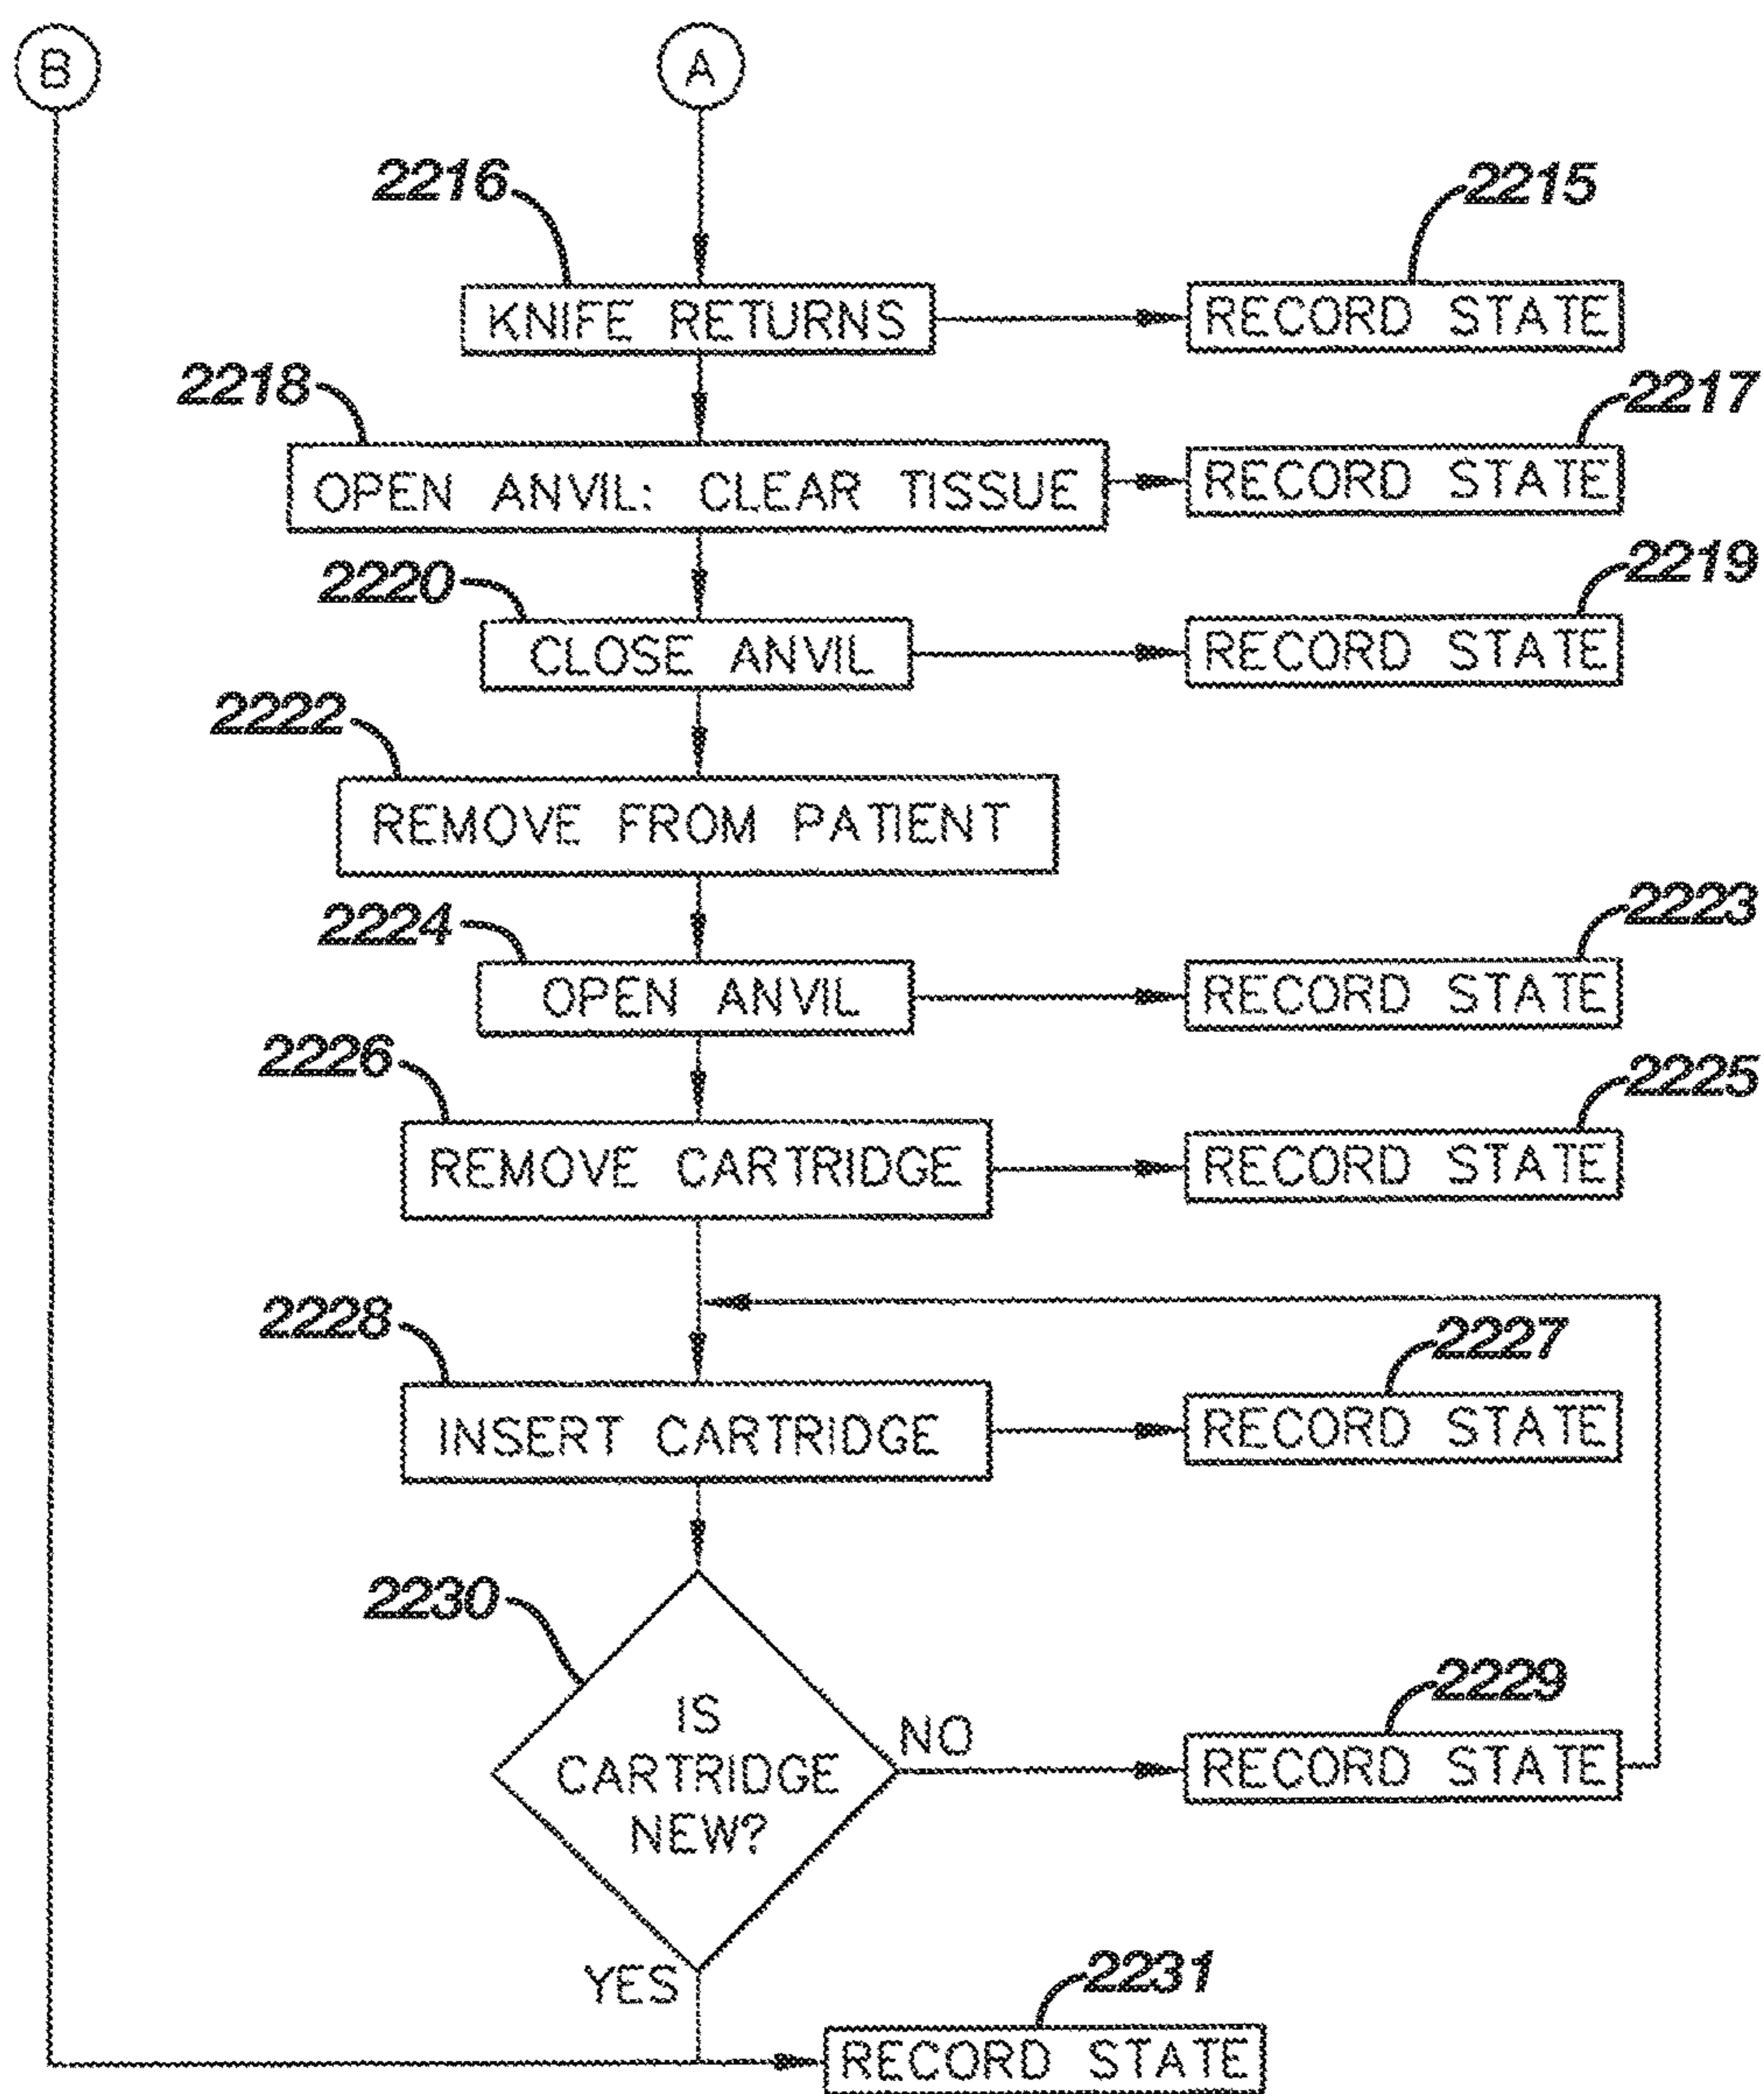 B
A
2216
2215
KNIFE RETURNS
RECORD STATE
2218
2217
OPEN ANVIL: CLEAR TISSUE
RECORD STATE
2220
2219
CLOSE ANVIL
RECORD STATE
2222
REMOVE FROM PATIENT
2224
2223
OPEN ANVIL
RECORD STATE
2226
2225
REMOVE CARTRIDGE
RECORD STATE
2228
2227
INSERT CARTRIDGE
RECORD STATE
2230
IS
CARTRIDGE
NEW?
NO
2229
RECORD STATE
YES
2231
RECORD STATE